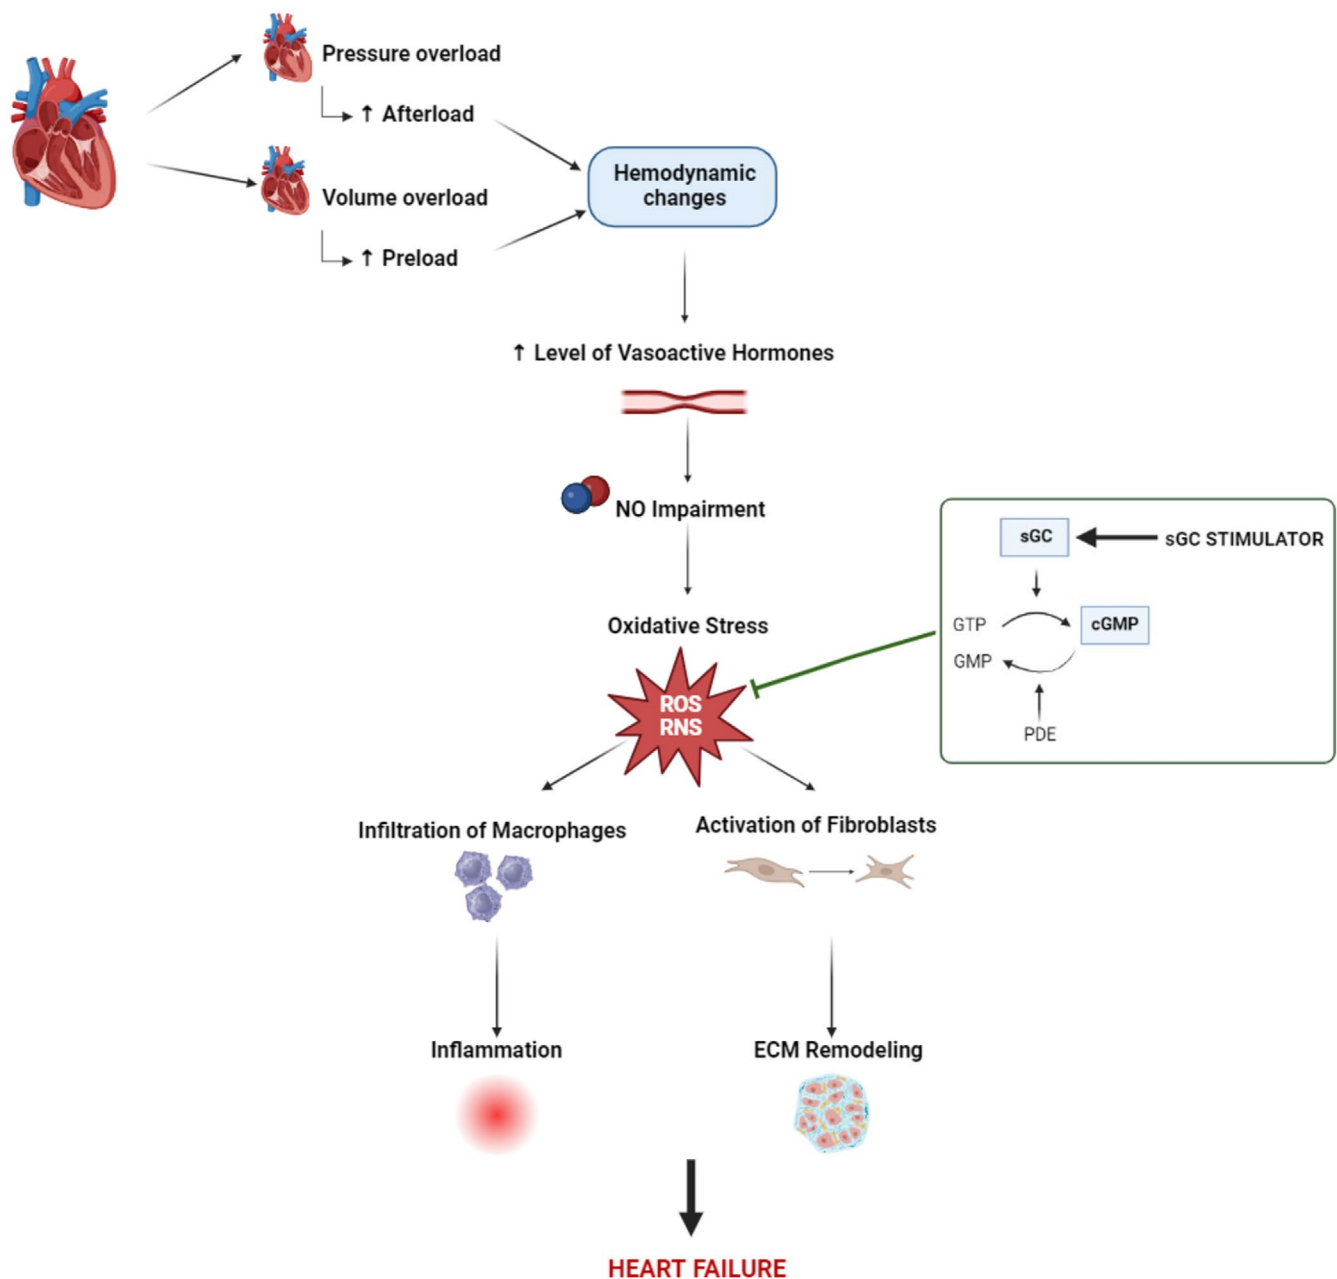 Pressure overload
↑ Afterload
Volume overload
↑ Preload
Hemodynamic
changes
↑ Level of Vasoactive Hormones
NO Impairment
Oxidative Stress
ROS
RNS
sGC
sGC STIMULATOR
GTP
cGMP
GMP
PDE
Infiltration of Macrophages
Activation of Fibroblasts
Inflammation
ECM Remodeling
HEART FAILURE